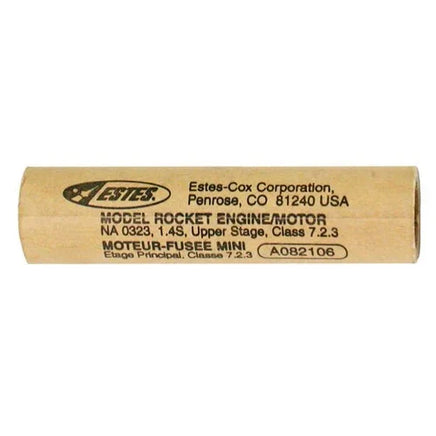 ESTES.
Estes-Cox Corporation,
Penrose, CO 81240 USA
MODEL ROCKET ENGINE/MOTOR
NA 0323, 1.4S, Upper Stage, Class 7.2.3
MOTEUR-FUSEE MINI
Etage Principal, Classe 7.2.3
A082106